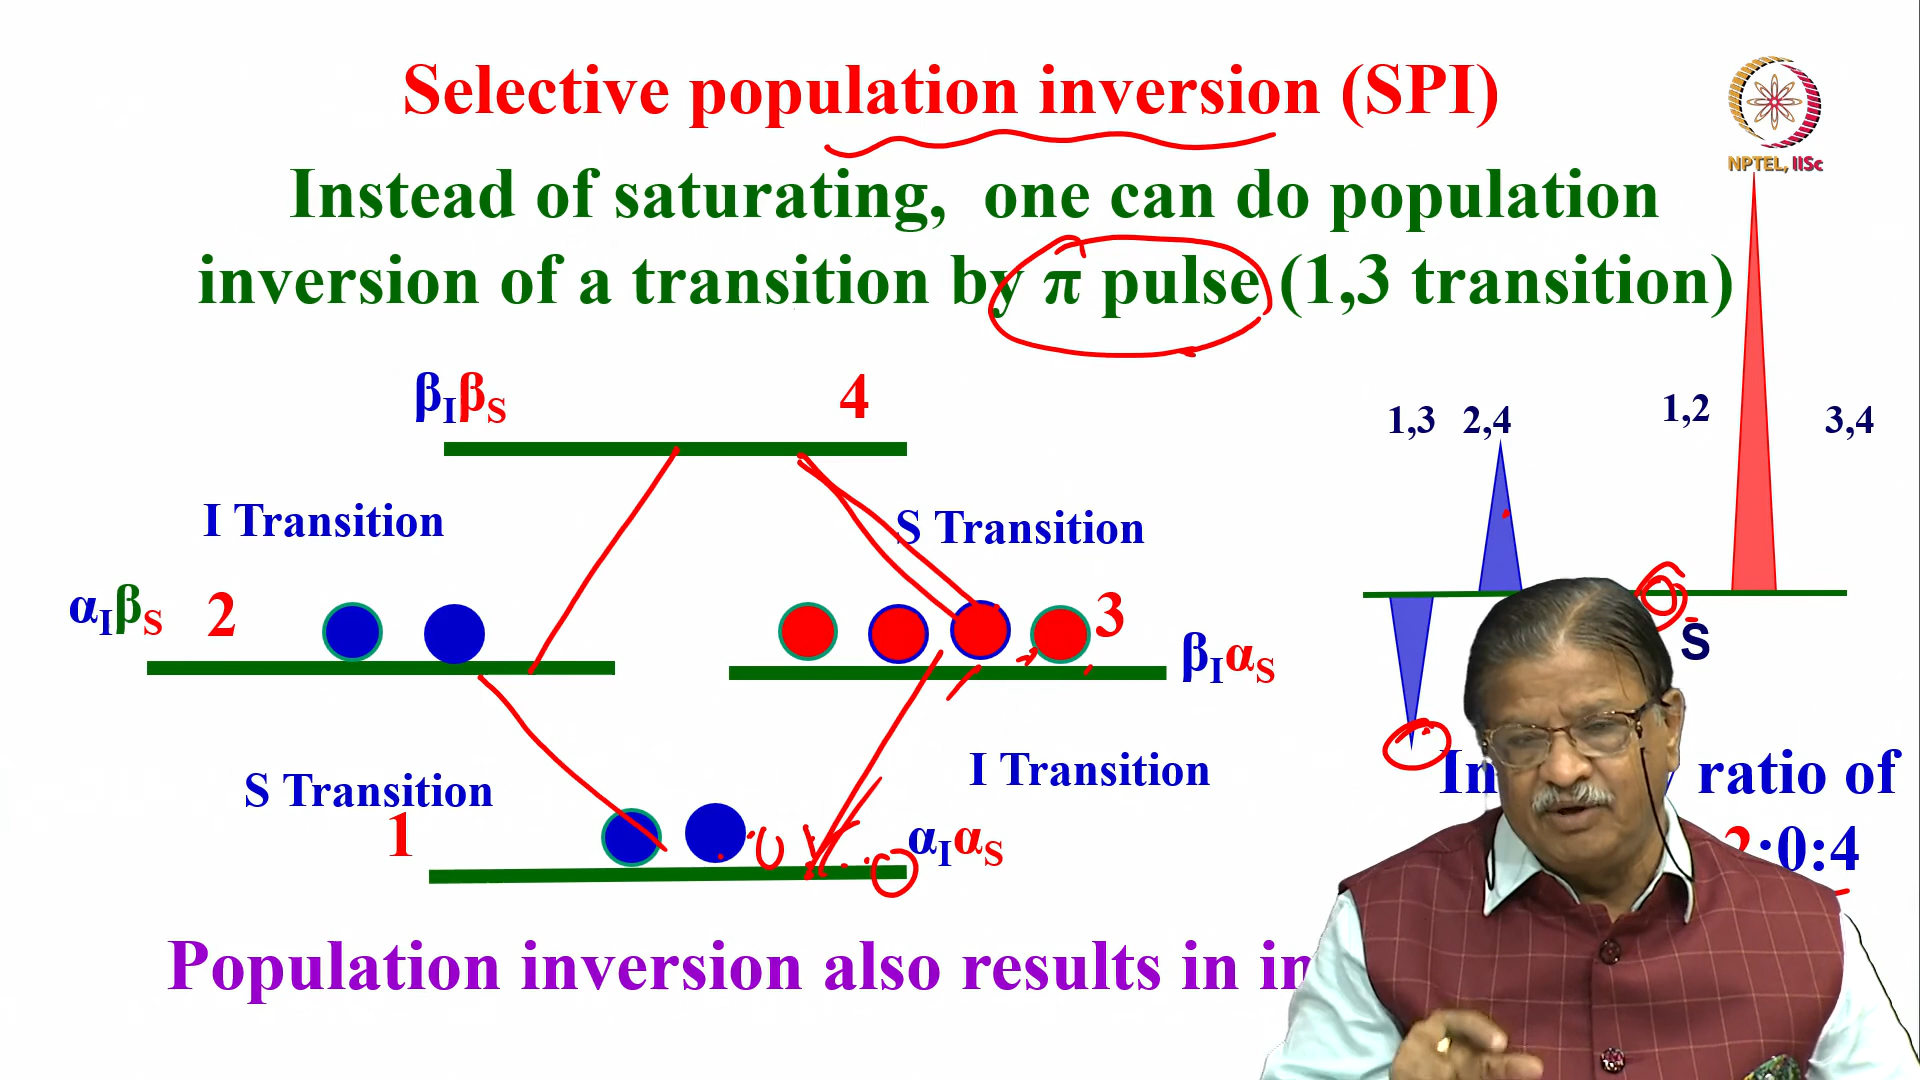 Selective population inversion (SPI)
NPTEL, IISc
Instead of saturating, one can do population
inversion of a transition by π pulse (1,3 transition)
βIβS 4
1,3 2,4 1,2 3,4
I Transition S Transition
αIβS 2 3 βIαS
S
S Transition I Transition
1 αIαS
ratio of
:0:4
Population inversion also results in